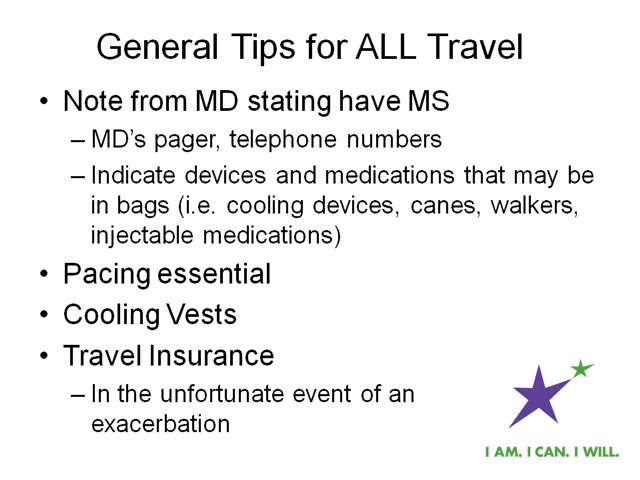 General Tips for ALL Travel
• Note from MD stating have MS
– MD’s pager, telephone numbers
– Indicate devices and medications that may be
in bags (i.e. cooling devices, canes, walkers,
injectable medications)
• Pacing essential
• Cooling Vests
• Travel Insurance
– In the unfortunate event of an
exacerbation
I AM. I CAN. I WILL.